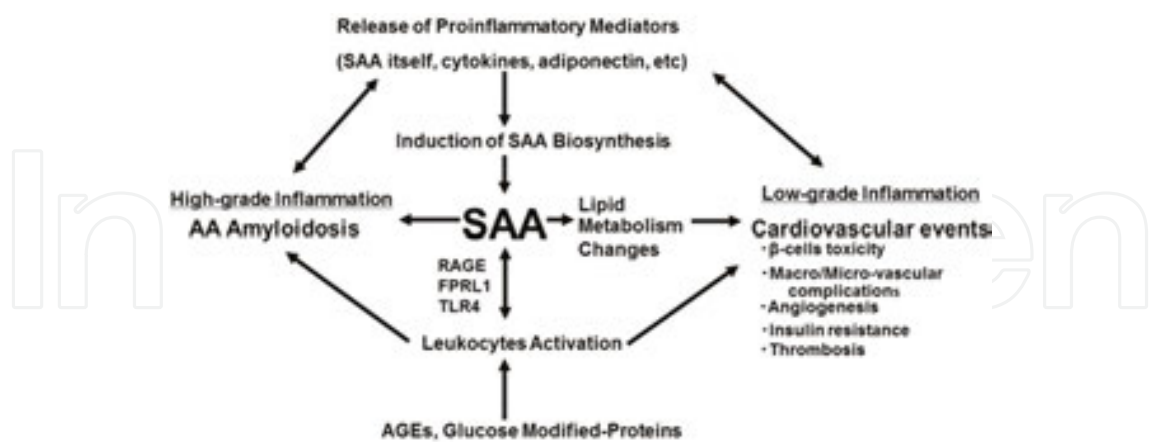 Release of Proinflammatory Mediators
(SAA itself, cytokines, adiponectin, etc)
Induction of SAA Biosynthesis
High-grade Inflammation
AA Amyloidosis
SAA
Lipid
Metabolism
Changes
Low-grade Inflammation
Cardiovascular events
・β-cells toxicity
・Macro/Micro-vascular
complications
・Angiogenesis
・Insulin resistance
・Thrombosis
RAGE
FPRL1
TLR4
Leukocytes Activation
AGEs, Glucose Modified-Proteins